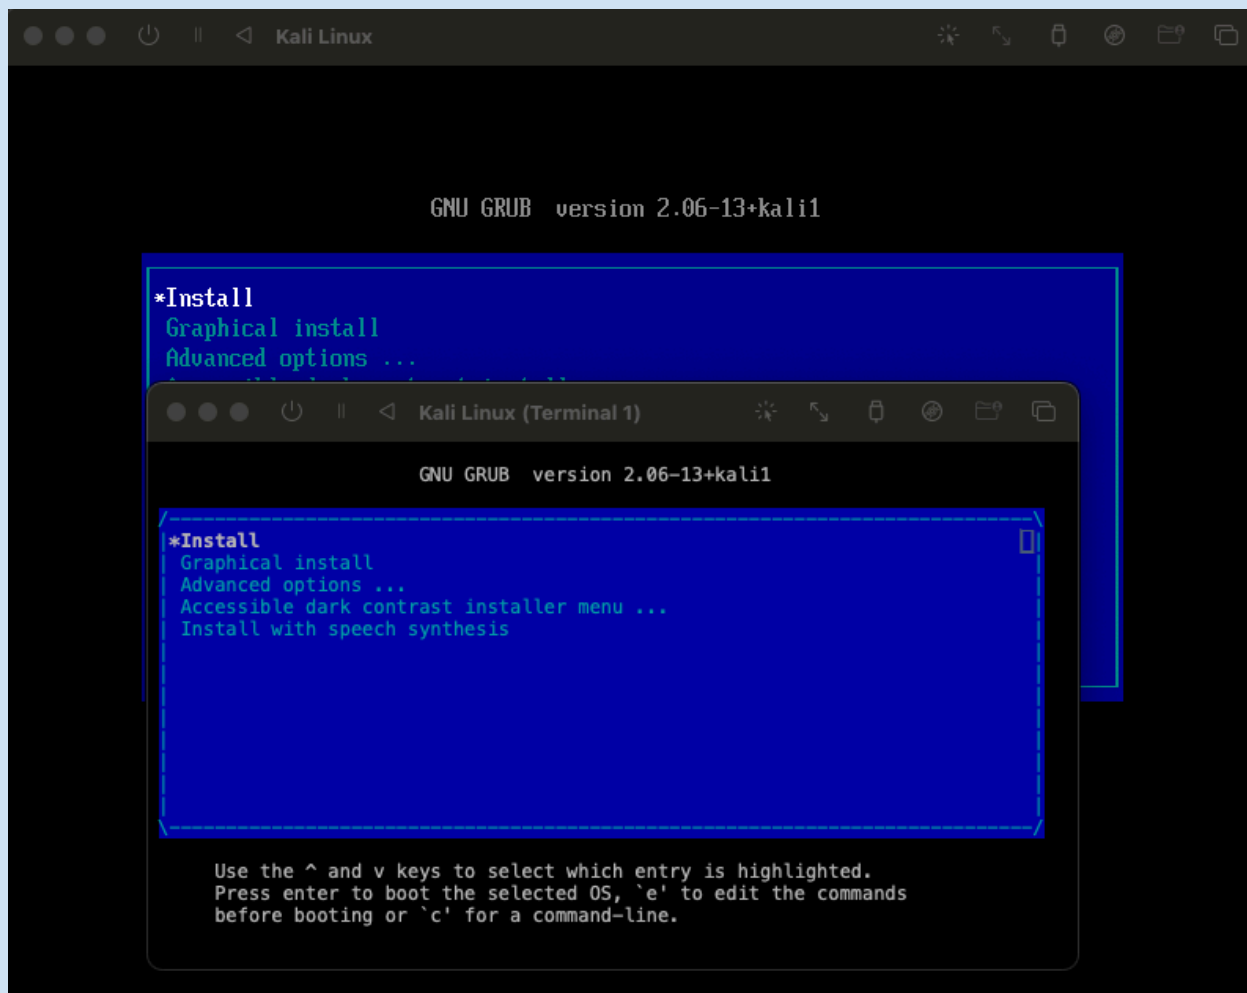 Kali Linux
GNU GRUB  version 2.06-13+kali1
*Install
Graphical install
Advanced options ...
Kali Linux (Terminal 1)
GNU GRUB  version 2.06-13+kali1
*Install
Graphical install
Advanced options ...
Accessible dark contrast installer menu ...
Install with speech synthesis
Use the ^ and v keys to select which entry is highlighted.
Press enter to boot the selected OS, `e' to edit the commands
before booting or `c' for a command-line.